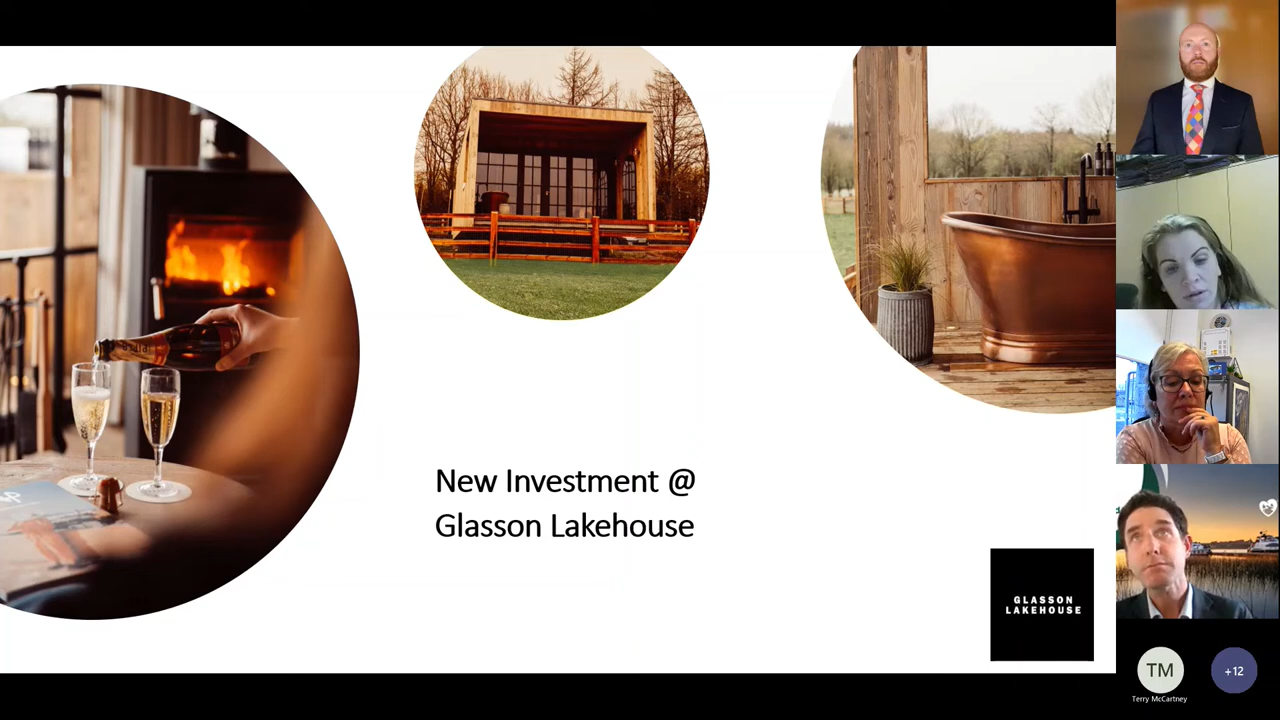 New Investment @
Glasson Lakehouse
GLASSON
LAKEHOUSE
TM
Terry McCartney
+12